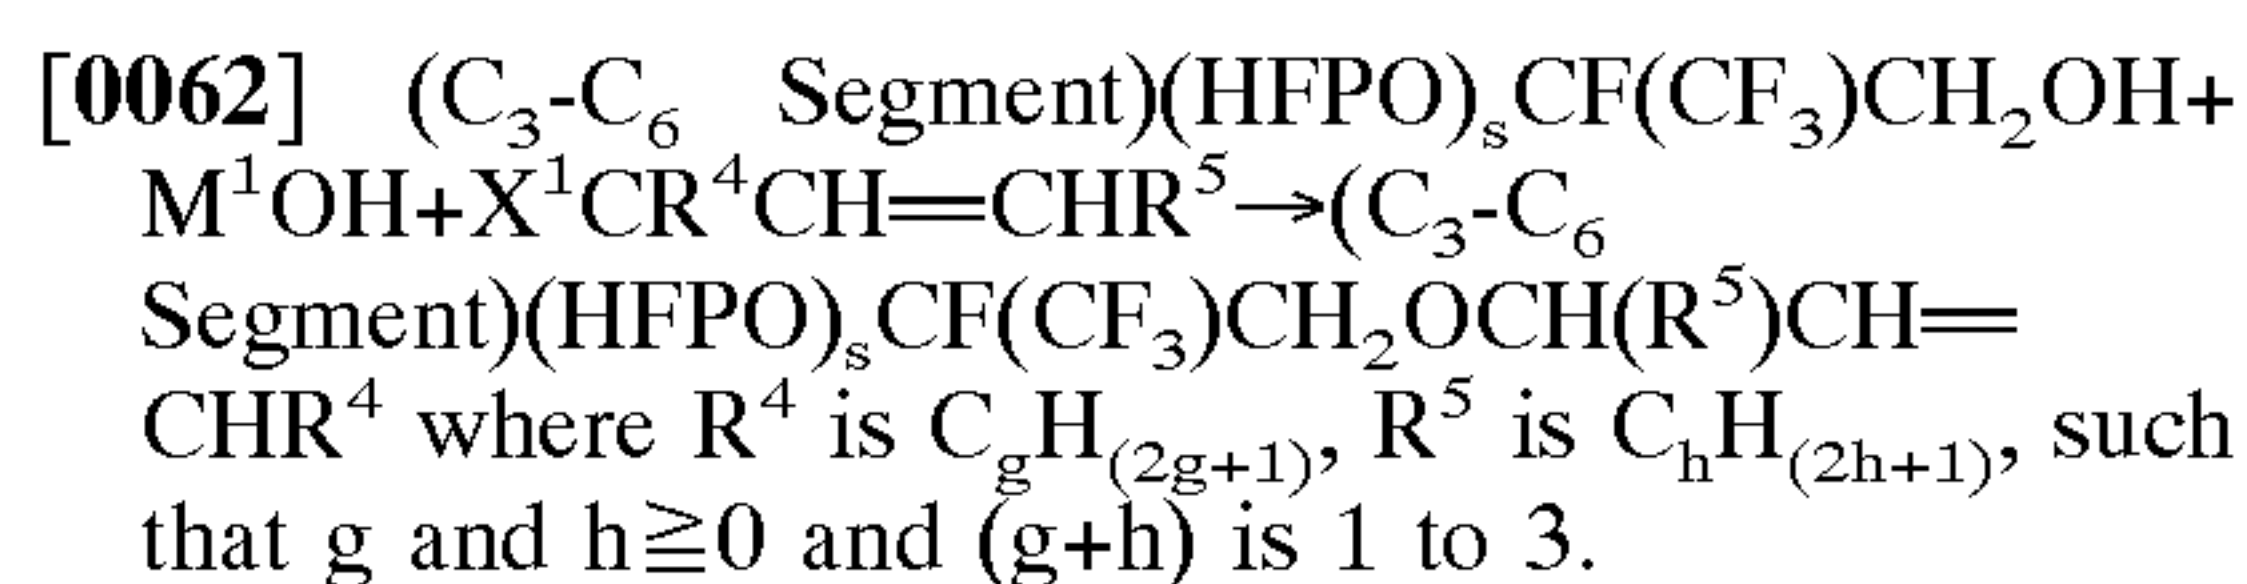 [0062] (C₃-C₆ Segment)(HFPO)ₛCF(CF₃)CH₂OH+
M¹OH+X¹CR⁴CH=CHR⁵→(C₃-C₆
Segment)(HFPO)ₛCF(CF₃)CH₂OCH(R⁵)CH=
CHR⁴ where R⁴ is C_gH₍₂g₊₁₎, R⁵ is CₕH₍₂ₕ₊₁₎, such
that g and h≧0 and (g+h) is 1 to 3.